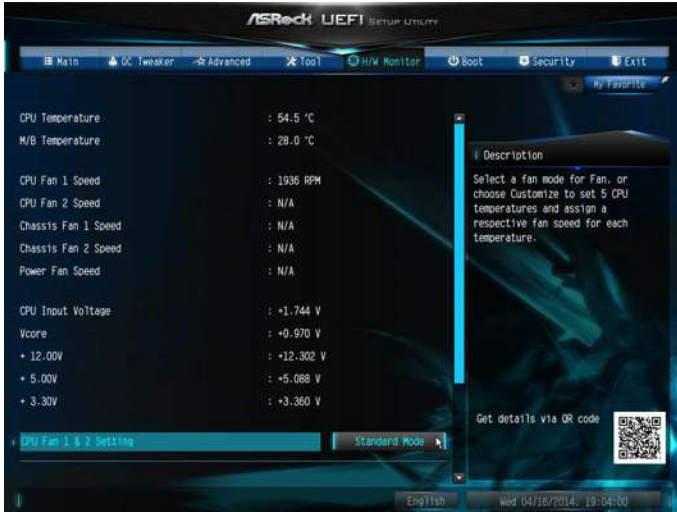 ASRock UEFI SETUP UTILITY
Main OC Tweaker Advanced Tool H/W Monitor Boot Security Exit
My Favorite
CPU Temperature : 54.5 °C
M/B Temperature : 28.0 °C
CPU Fan 1 Speed : 1936 RPM
CPU Fan 2 Speed : N/A
Chassis Fan 1 Speed : N/A
Chassis Fan 2 Speed : N/A
Power Fan Speed : N/A
CPU Input Voltage : +1.744 V
Vcore : +0.970 V
+ 12.00V : +12.302 V
+ 5.00V : +5.088 V
+ 3.30V : +3.360 V
CPU Fan 1 & 2 Setting Standard Mode
Description
Select a fan mode for Fan, or
choose Customize to set 5 CPU
temperatures and assign a
respective fan speed for each
temperature.
Get details via QR code
English Wed 04/16/2014, 19:04:00